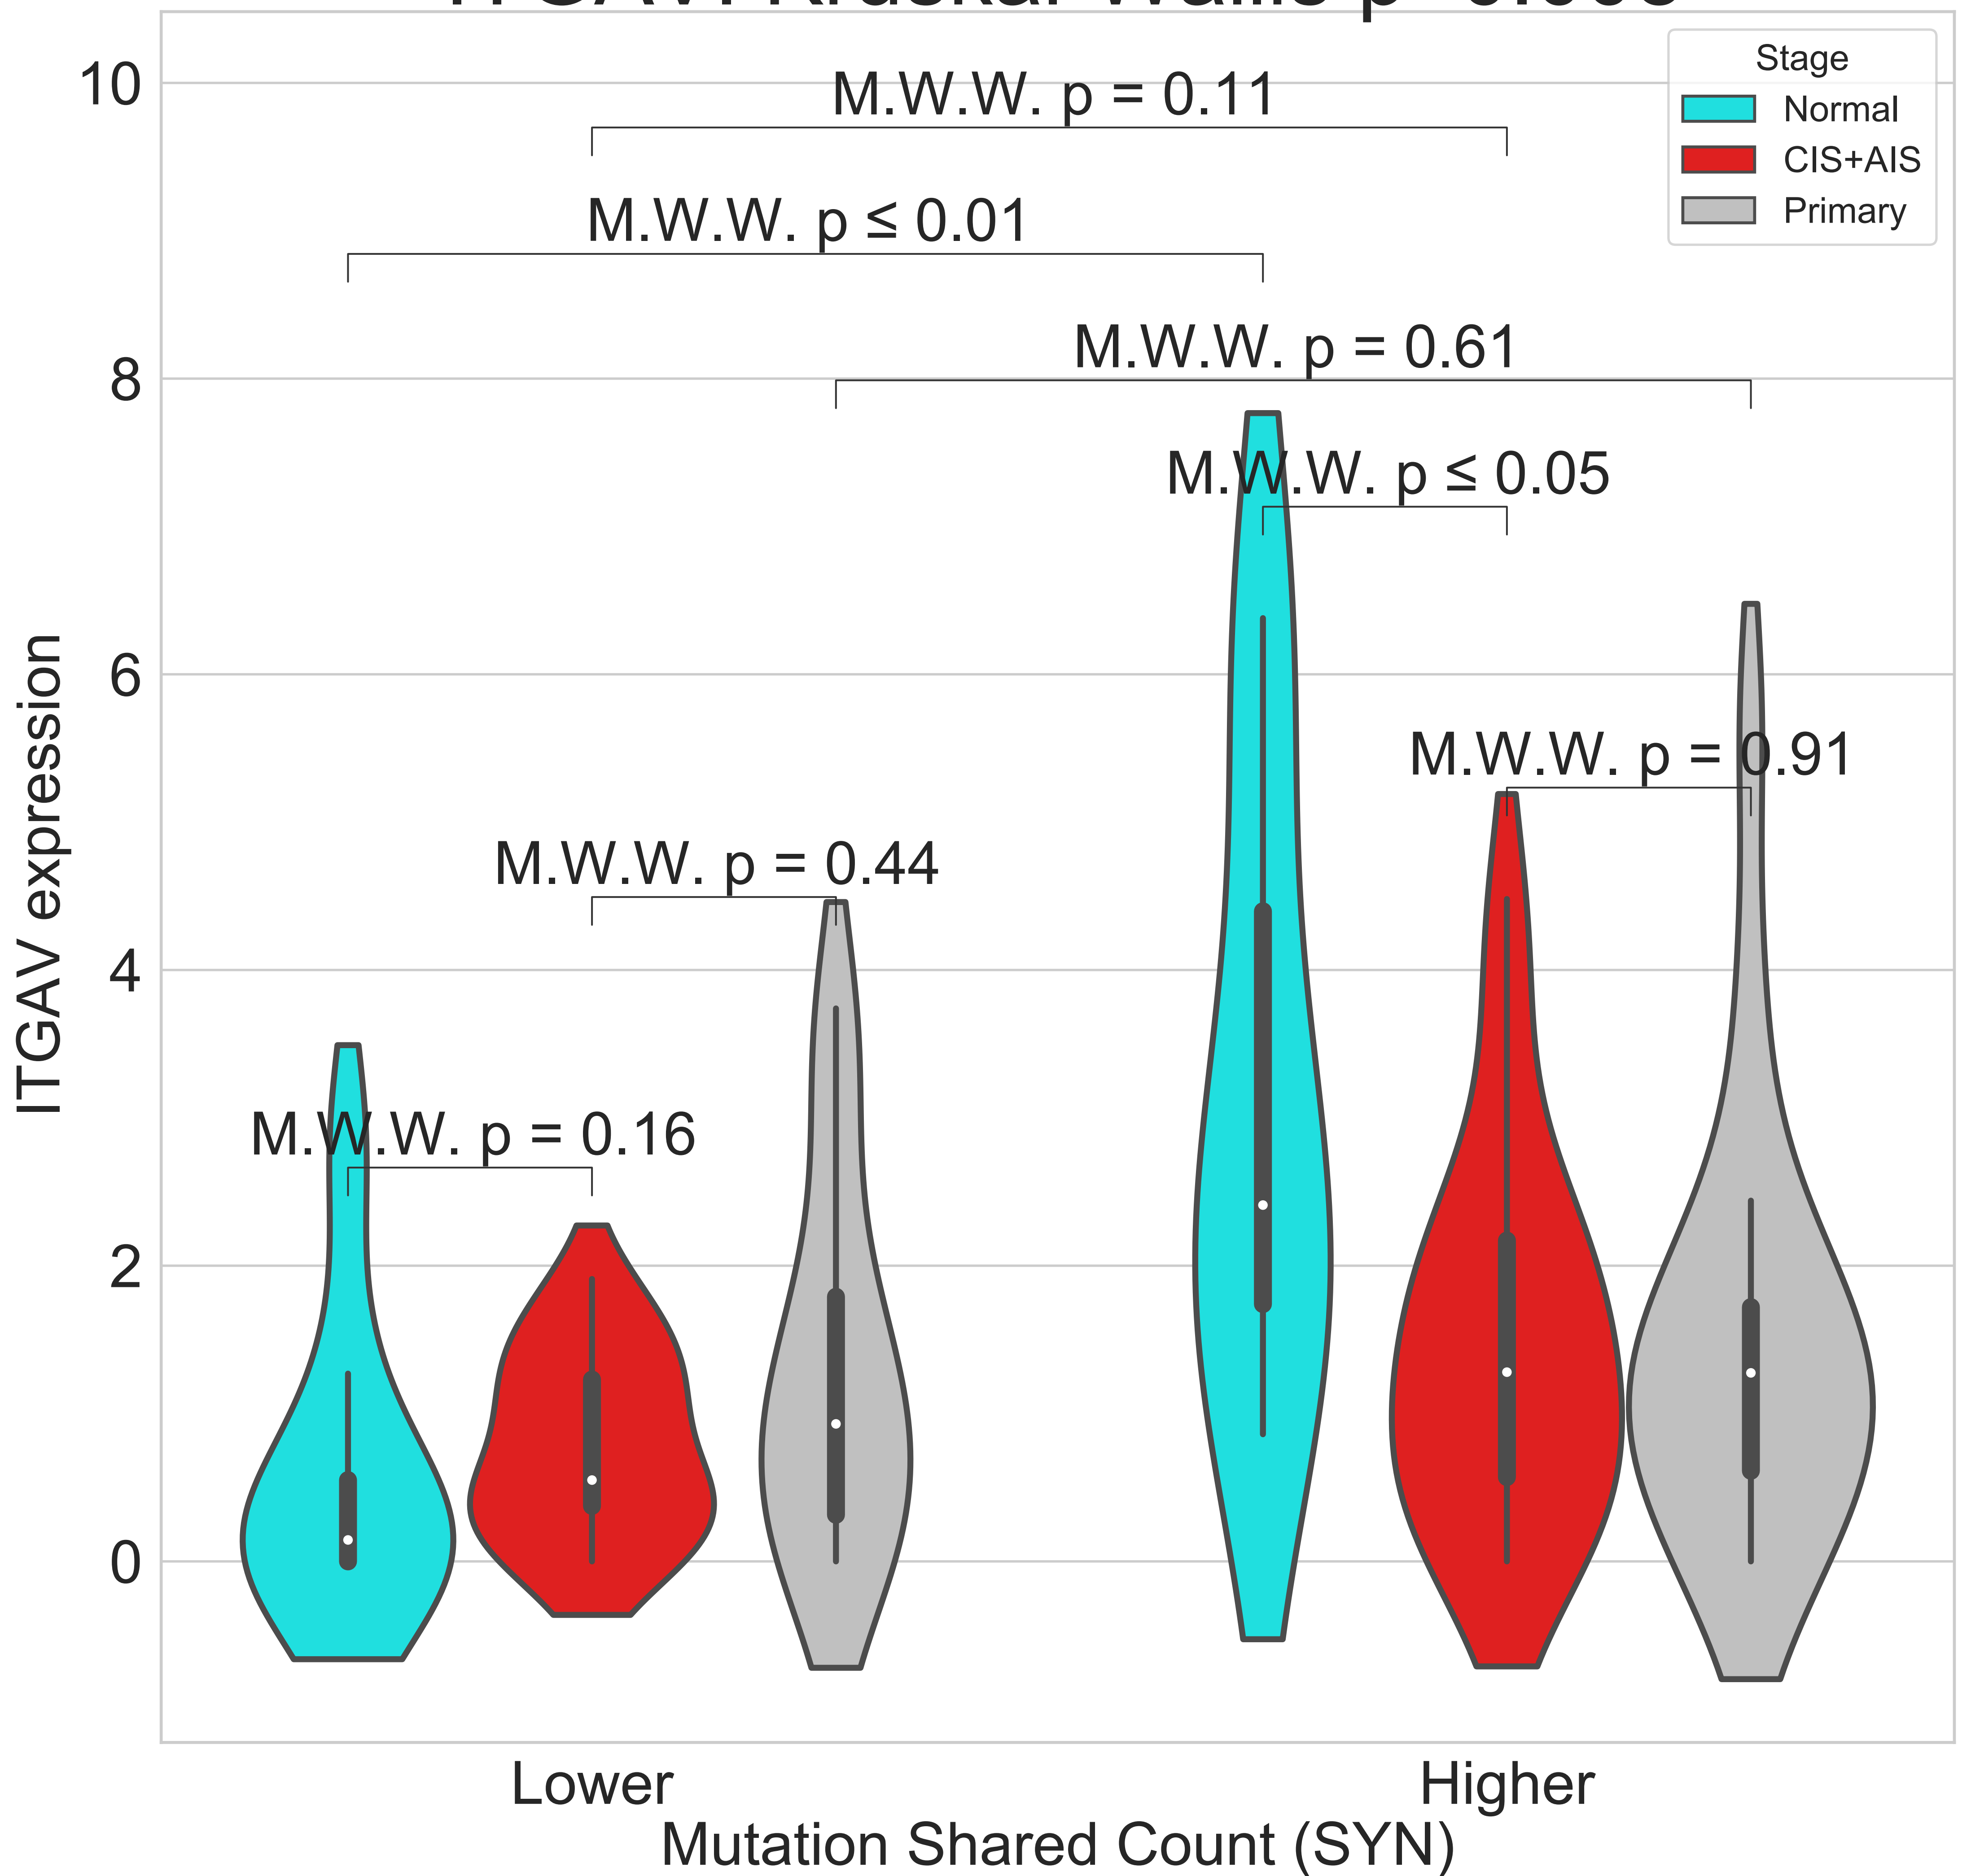 10
8
6
4
2
0
ITGAV expression
M.W.W. p = 0.11
M.W.W. p ≤ 0.01
M.W.W. p = 0.61
M.W.W. p ≤ 0.05
M.W.W. p = 0.91
M.W.W. p = 0.44
M.W.W. p = 0.16
Stage
Normal
CIS+AIS
Primary
Lower
Higher
Mutation Shared Count (SYN)